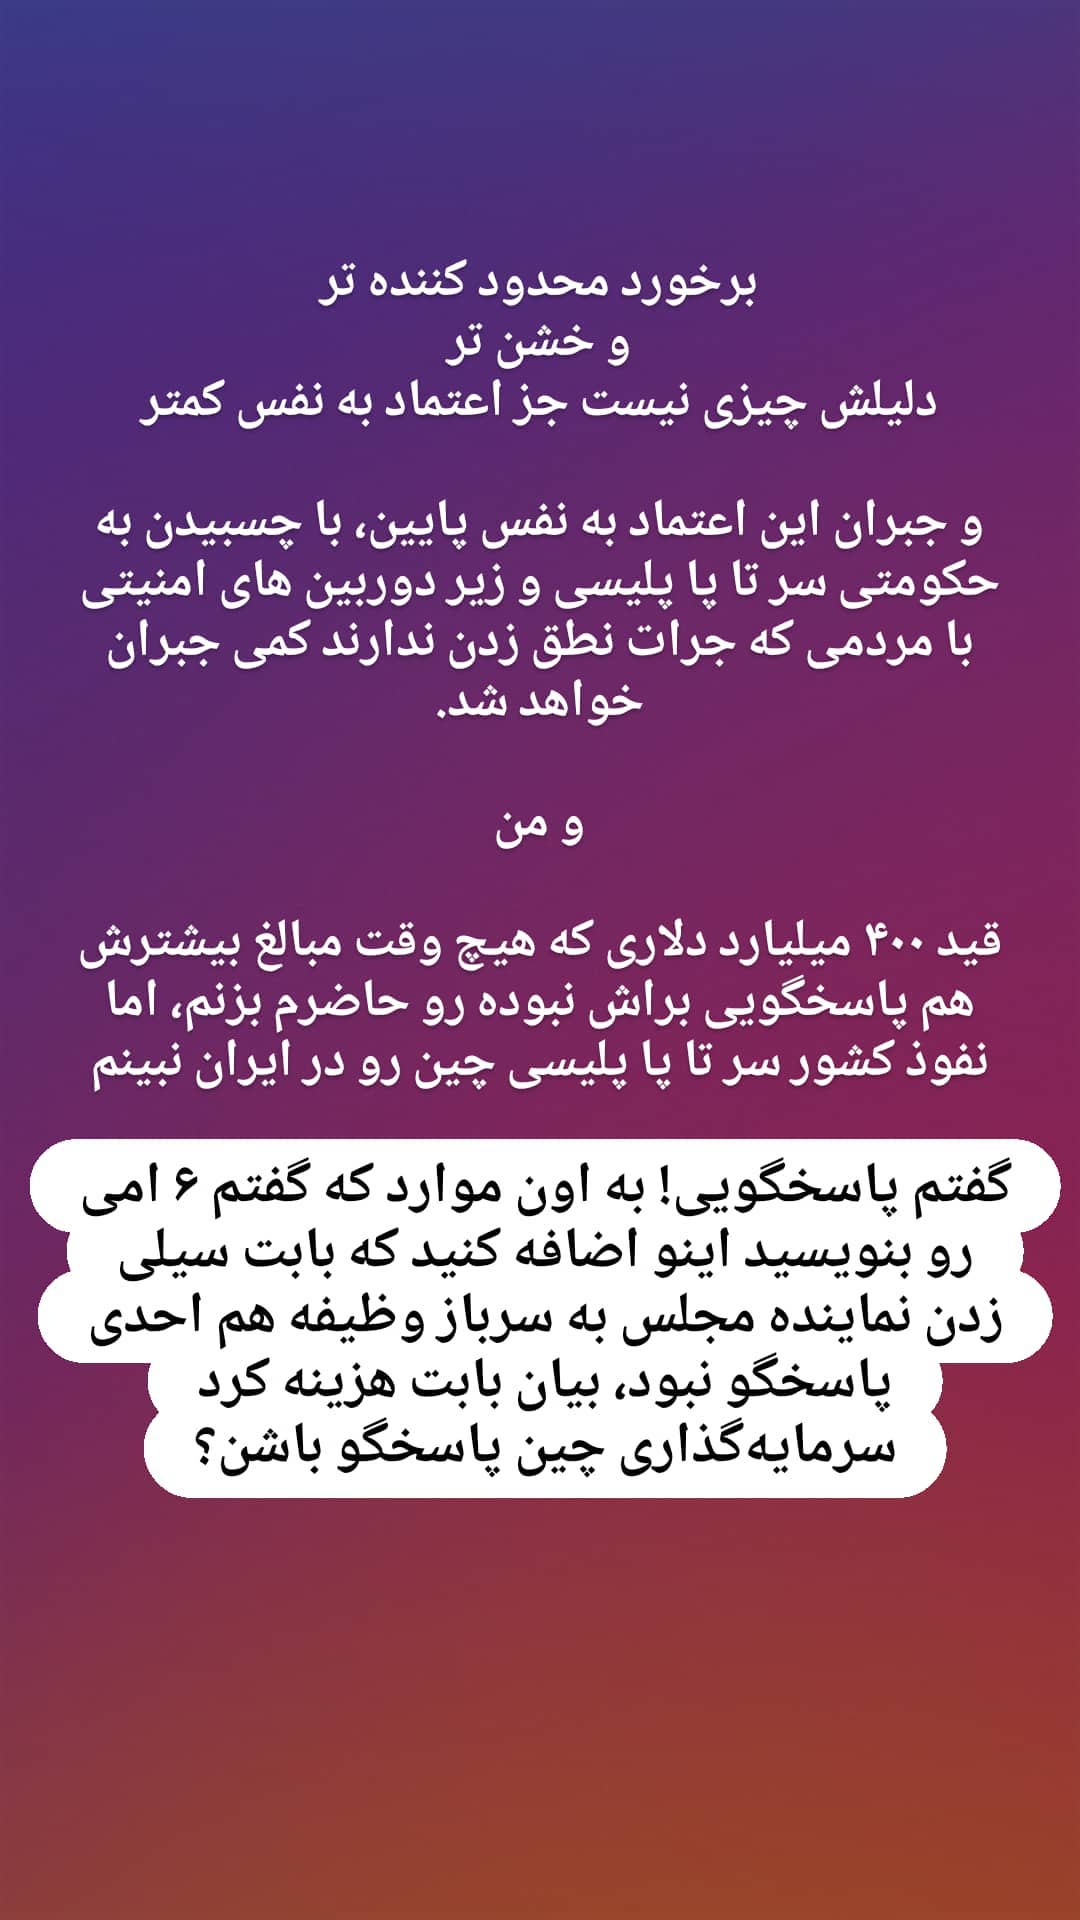 برخورد محدود کننده تر
و خشن تر
دلیلش چیزی نیست جز اعتماد به نفس کمتر
و جبران این اعتماد به نفس پایین، با چسبیدن به
حکومتی سر تا پا پلیسی و زیر دوربین های امنیتی
با مردمی که جرات نطق زدن ندارند کمی جبران
خواهد شد.
و من
قید ۴۰۰ میلیارد دلاری که هیچ وقت مبالغ بیشترش
هم پاسخگویی براش نبوده رو حاضرم بزنم، اما
نفوذ کشور سر تا پا پلیسی چین رو در ایران نبینم
گفتم پاسخگویی! به اون موارد که گفتم ۶ امی
رو بنویسید اینو اضافه کنید که بابت سیلی
زدن نماینده مجلس به سرباز وظیفه هم احدی
پاسخگو نبود، بیان بابت هزینه کرد
سرمایه‌گذاری چین پاسخگو باشن؟